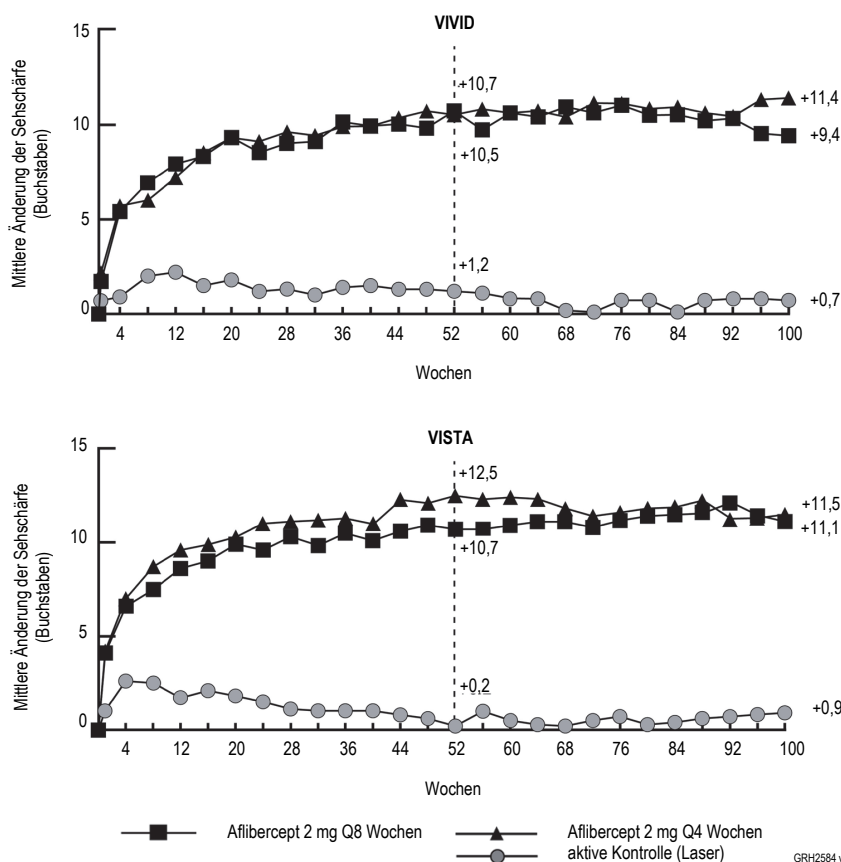 VIVID
Mittlere Änderung der Sehschärfe
(Buchstaben)
15
10
5
0
+10,7
+10,5
+1,2
+11,4
+9,4
+0,7
4 12 20 28 36 44 52 60 68 76 84 92 100
Wochen
VISTA
Mittlere Änderung der Sehschärfe
(Buchstaben)
15
10
5
0
+12,5
+10,7
+0,2
+11,5
+11,1
+0,9
4 12 20 28 36 44 52 60 68 76 84 92 100
Wochen
Aflibercept 2 mg Q8 Wochen
Aflibercept 2 mg Q4 Wochen
aktive Kontrolle (Laser)